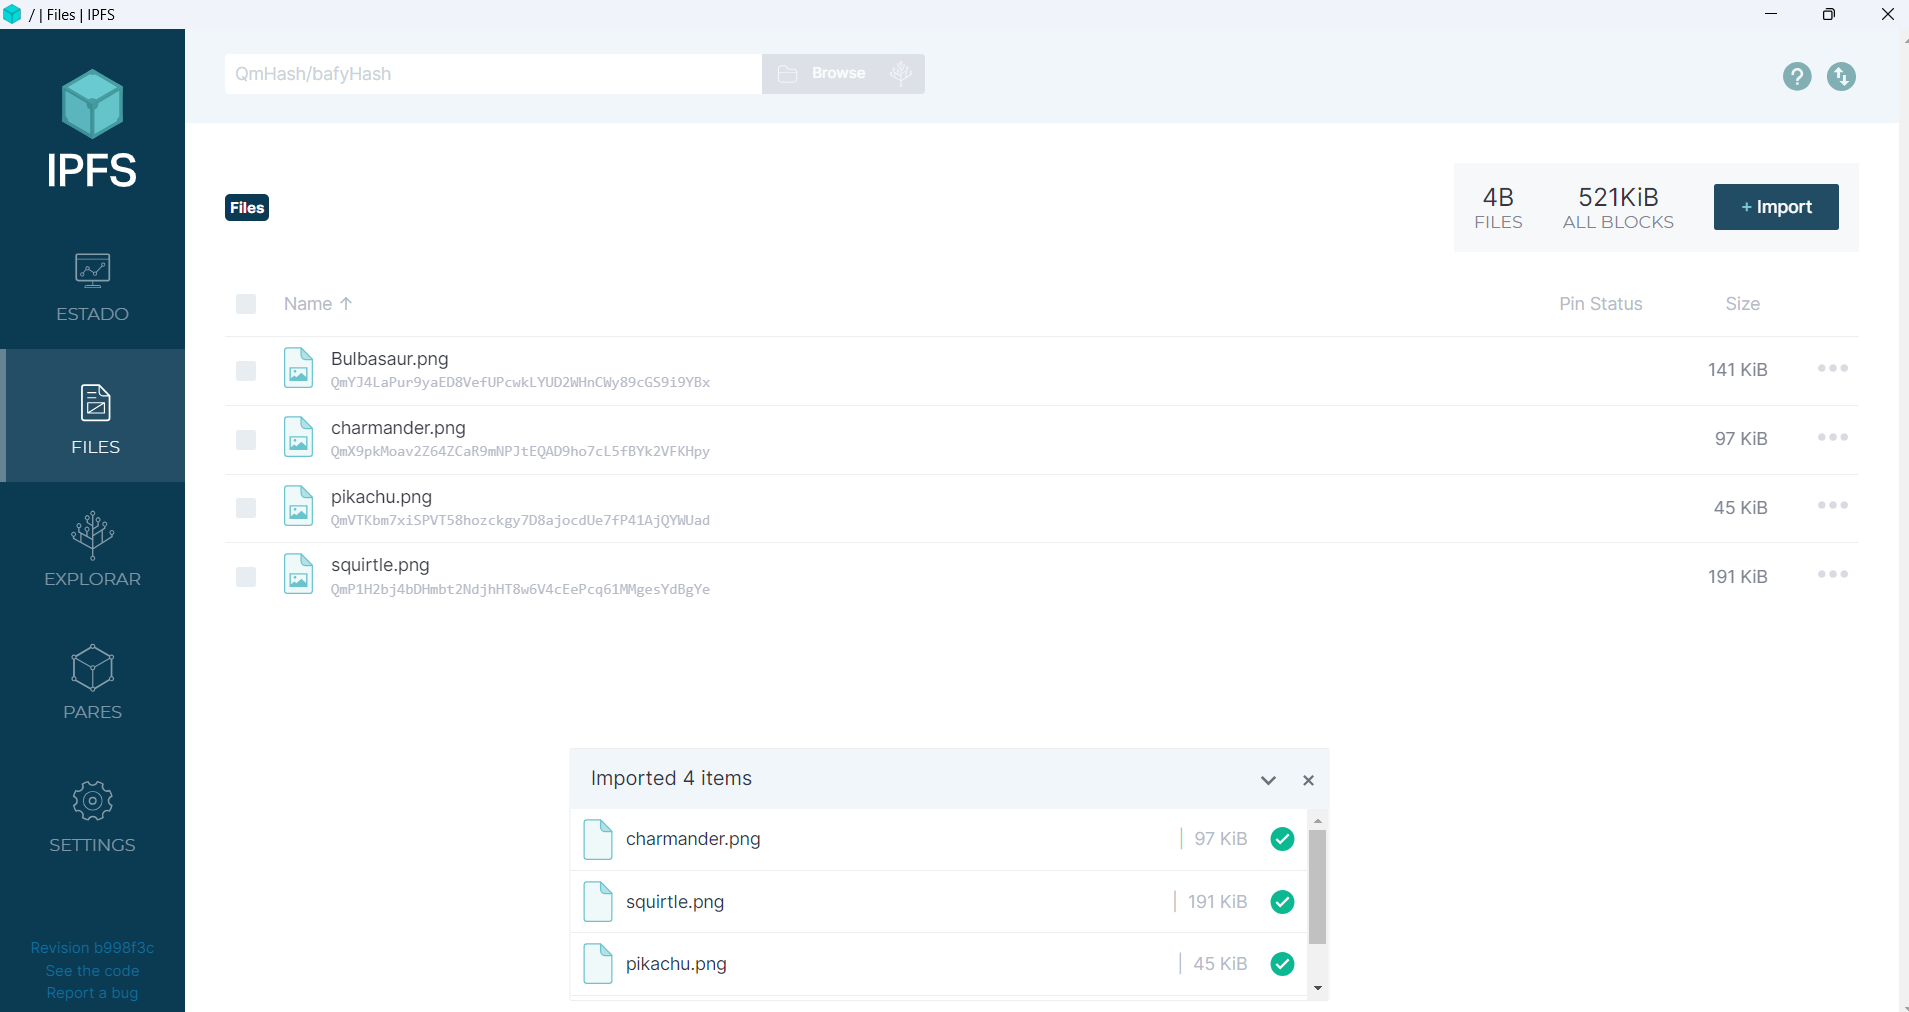 / | Files | IPFS
QmHash/bafyHash
Browse
?
IPFS
Files
4B
FILES
521KiB
ALL BLOCKS
+ Import
ESTADO
FILES
EXPLORAR
PARES
SETTINGS
Revision b998f3c
See the code
Report a bug
Name ↑
Pin Status
Size
Bulbasaur.png
QmYJ4LaPur9yaED8VefUPcwkLYUD2WHnCWy89cGS9i9YBx
141 KiB
charmander.png
QmX9pkMoav2Z64ZCaR9mNPJtEQAD9ho7cL5fBYk2VFKHpy
97 KiB
pikachu.png
QmVTKbm7xiSPVT58hozckgy7D8ajocdUe7fP41AjQYWUad
45 KiB
squirtle.png
QmP1H2bj4bDHmbt2NdjhHT8w6V4cEePcq61MMgesYdBgYe
191 KiB
Imported 4 items
charmander.png
97 KiB
squirtle.png
191 KiB
pikachu.png
45 KiB